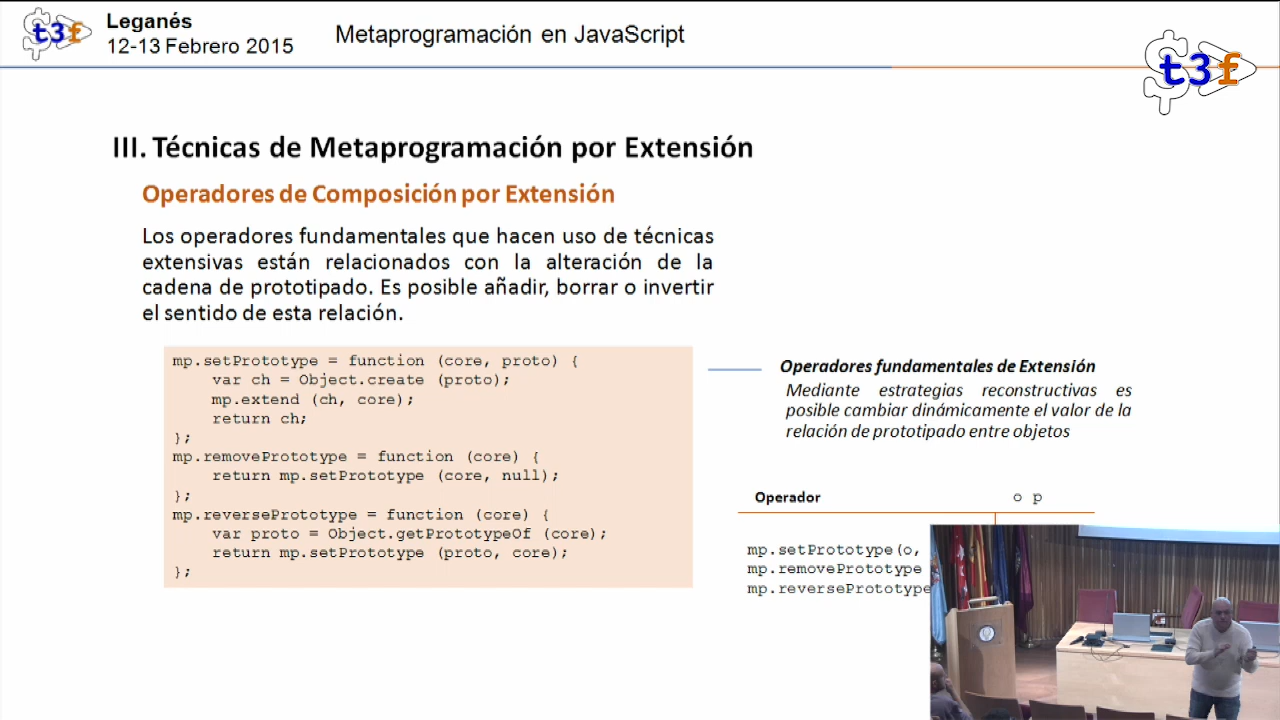 t3f
Leganés
12-13 Febrero 2015
Metaprogramación en JavaScript
t3f
III. Técnicas de Metaprogramación por Extensión
Operadores de Composición por Extensión
Los operadores fundamentales que hacen uso de técnicas
extensivas están relacionados con la alteración de la
cadena de prototipado. Es posible añadir, borrar o invertir
el sentido de esta relación.
mp.setPrototype = function (core, proto) {
    var ch = Object.create (proto);
    mp.extend (ch, core);
    return ch;
};
mp.removePrototype = function (core) {
    return mp.setPrototype (core, null);
};
mp.reversePrototype = function (core) {
    var proto = Object.getPrototypeOf (core);
    return mp.setPrototype (proto, core);
};
Operadores fundamentales de Extensión
Mediante estrategias reconstructivas es
posible cambiar dinámicamente el valor de la
relación de prototipado entre objetos
Operador o p
mp.setPrototype(o,
mp.removePrototype
mp.reversePrototype